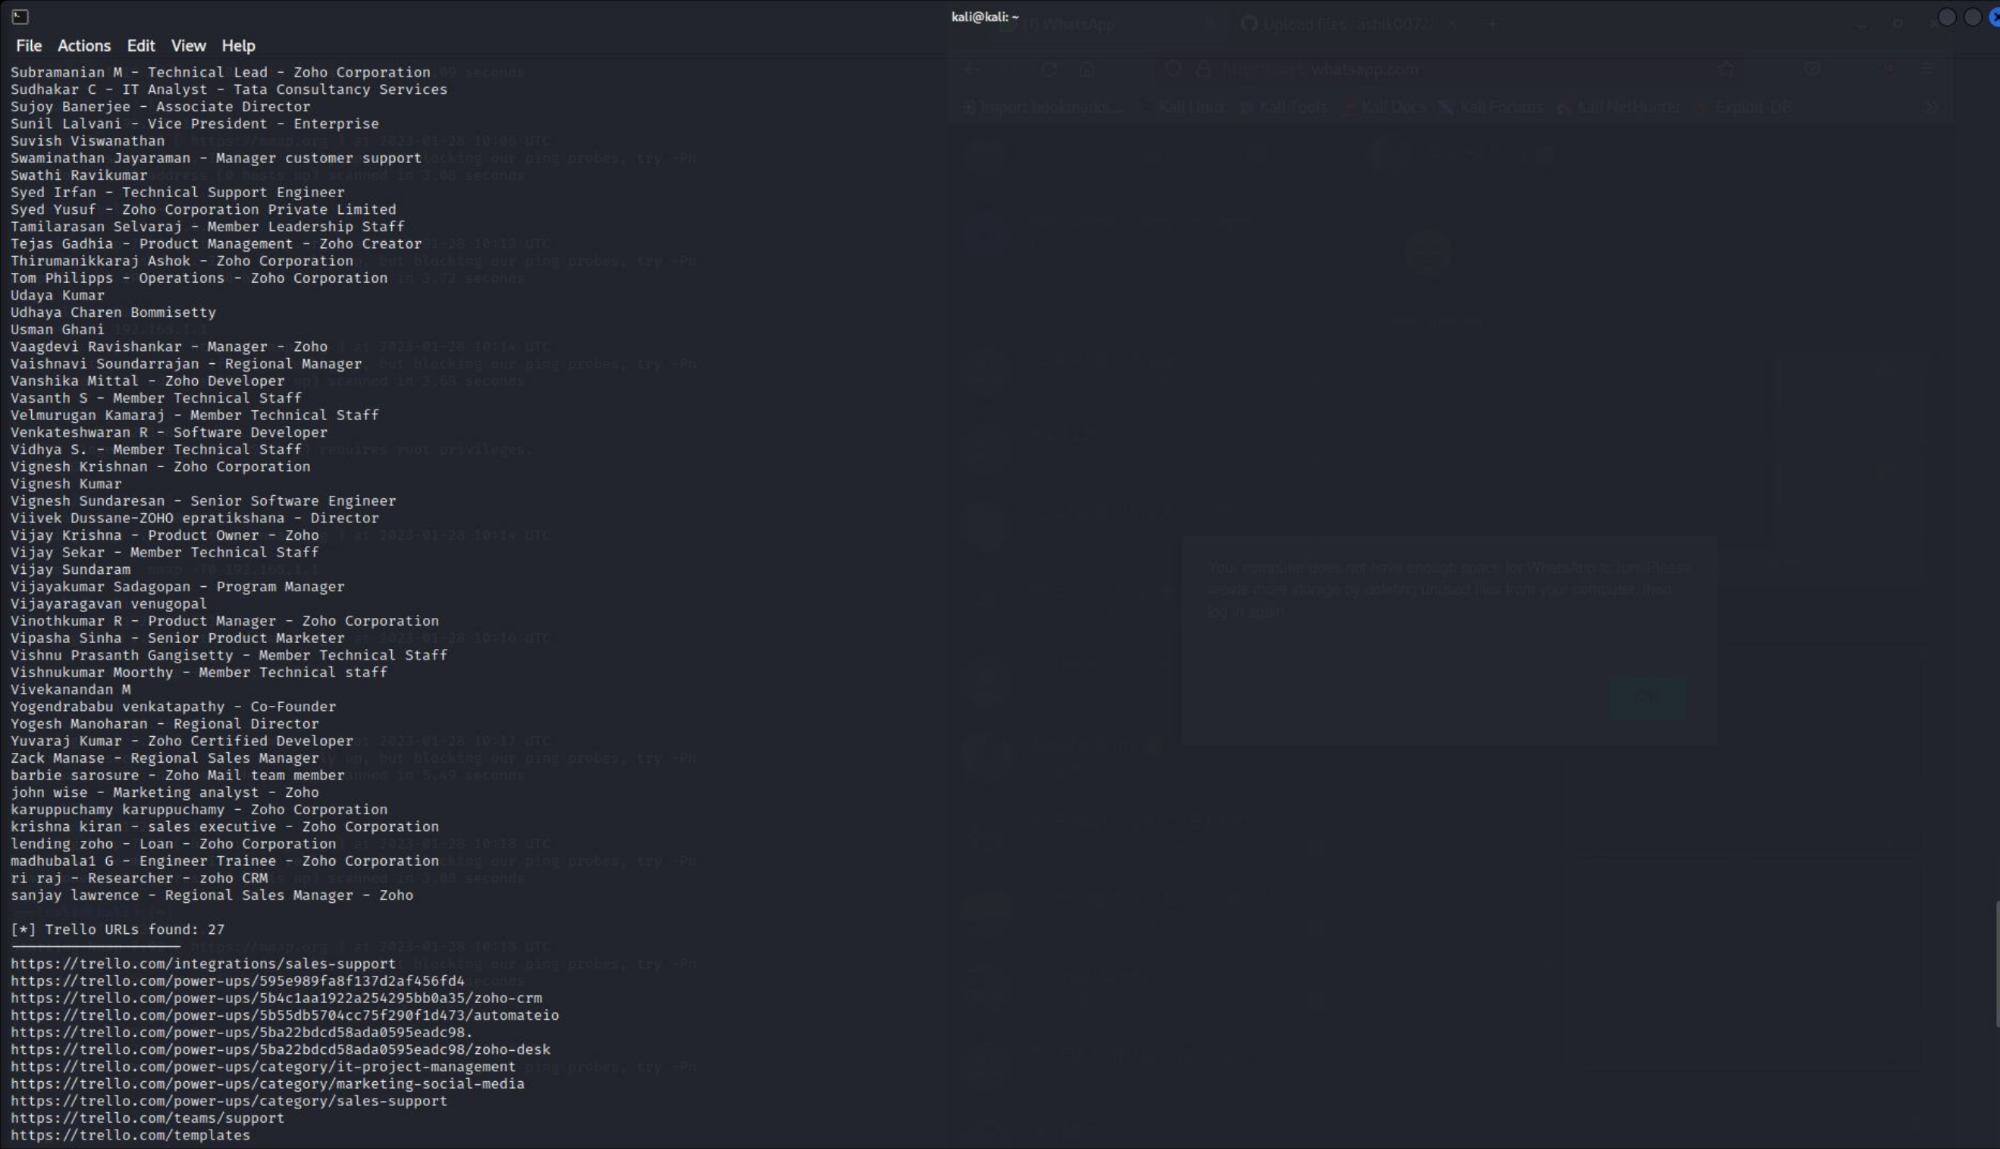 kali@kali: ~
File Actions Edit View Help
Subramanian M - Technical Lead - Zoho Corporation
Sudhakar C - IT Analyst - Tata Consultancy Services
Sujoy Banerjee - Associate Director
Sunil Lalvani - Vice President - Enterprise
Suvish Viswanathan
Swaminathan Jayaraman - Manager customer support
Swathi Ravikumar
Syed Irfan - Technical Support Engineer
Syed Yusuf - Zoho Corporation Private Limited
Tamilarasan Selvaraj - Member Leadership Staff
Tejas Gadhia - Product Management - Zoho Creator
Thirumanikkaraj Ashok - Zoho Corporation
Tom Philipps - Operations - Zoho Corporation
Udaya Kumar
Udhaya Charen Bommisetty
Usman Ghani
Vaagdevi Ravishankar - Manager - Zoho
Vaishnavi Soundarrajan - Regional Manager
Vanshika Mittal - Zoho Developer
Vasanth S - Member Technical Staff
Velmurugan Kamaraj - Member Technical Staff
Venkateshwaran R - Software Developer
Vidhya S. - Member Technical Staff
Vignesh Krishnan - Zoho Corporation
Vignesh Kumar
Vignesh Sundaresan - Senior Software Engineer
Viivek Dussane-ZOHO epratikshana - Director
Vijay Krishna - Product Owner - Zoho
Vijay Sekar - Member Technical Staff
Vijay Sundaram
Vijayakumar Sadagopan - Program Manager
Vijayaragavan venugopal
Vinothkumar R - Product Manager - Zoho Corporation
Vipasha Sinha - Senior Product Marketer
Vishnu Prasanth Gangisetty - Member Technical Staff
Vishnukumar Moorthy - Member Technical staff
Vivekanandan M
Yogendrababu venkatapathy - Co-Founder
Yogesh Manoharan - Regional Director
Yuvaraj Kumar - Zoho Certified Developer
Zack Manase - Regional Sales Manager
barbie sarosure - Zoho Mail team member
john wise - Marketing analyst - Zoho
karuppuchamy karuppuchamy - Zoho Corporation
krishna kiran - sales executive - Zoho Corporation
lending zoho - Loan - Zoho Corporation
madhubala1 G - Engineer Trainee - Zoho Corporation
ri raj - Researcher - zoho CRM
sanjay lawrence - Regional Sales Manager - Zoho
[*] Trello URLs found: 27
https://trello.com/integrations/sales-support
https://trello.com/power-ups/595e989fa8f137d2af456fd4
https://trello.com/power-ups/5b4c1aa1922a254295bb0a35/zoho-crm
https://trello.com/power-ups/5b55db5704cc75f290f1d473/automateio
https://trello.com/power-ups/5ba22bdcd58ada0595eadc98.
https://trello.com/power-ups/5ba22bdcd58ada0595eadc98/zoho-desk
https://trello.com/power-ups/category/it-project-management
https://trello.com/power-ups/category/marketing-social-media
https://trello.com/power-ups/category/sales-support
https://trello.com/teams/support
https://trello.com/templates